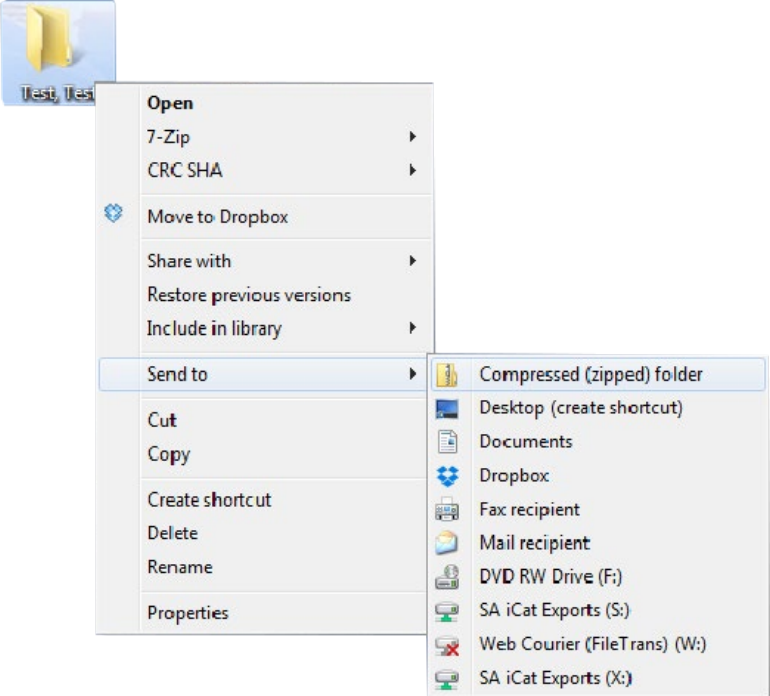 Test, Test
Open
7-Zip
CRC SHA
Move to Dropbox
Share with
Restore previous versions
Include in library
Send to
Cut
Copy
Create shortcut
Delete
Rename
Properties
Compressed (zipped) folder
Desktop (create shortcut)
Documents
Dropbox
Fax recipient
Mail recipient
DVD RW Drive (F:)
SA iCat Exports (S:)
Web Courier (FileTrans) (W:)
SA iCat Exports (X:)